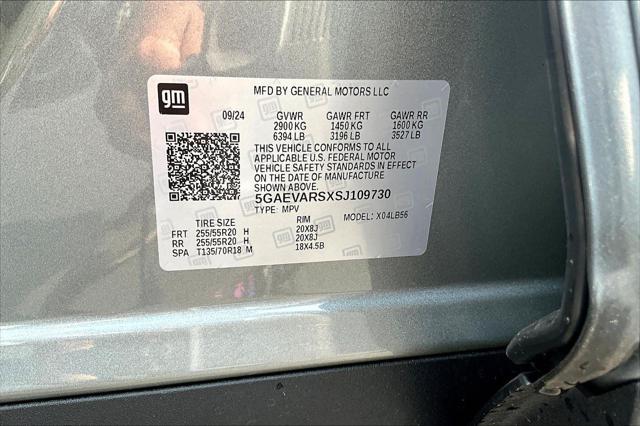 gm
MFD BY GENERAL MOTORS LLC
09/24 GVWR GAWR FRT GAWR RR
2900 KG 1450 KG 1600 KG
6394 LB 3196 LB 3527 LB
THIS VEHICLE CONFORMS TO ALL
APPLICABLE U.S. FEDERAL MOTOR
VEHICLE SAFETY STANDARDS IN EFFECT
ON THE DATE OF MANUFACTURE
SHOWN ABOVE.
5GAEVARSXSJ109730
TYPE: MPV MODEL: X04LB56
TIRE SIZE RIM
FRT 255/55R20 H 20X8J
RR 255/55R20 H 20X8J
SPA T135/70R18 M 18X4.5B